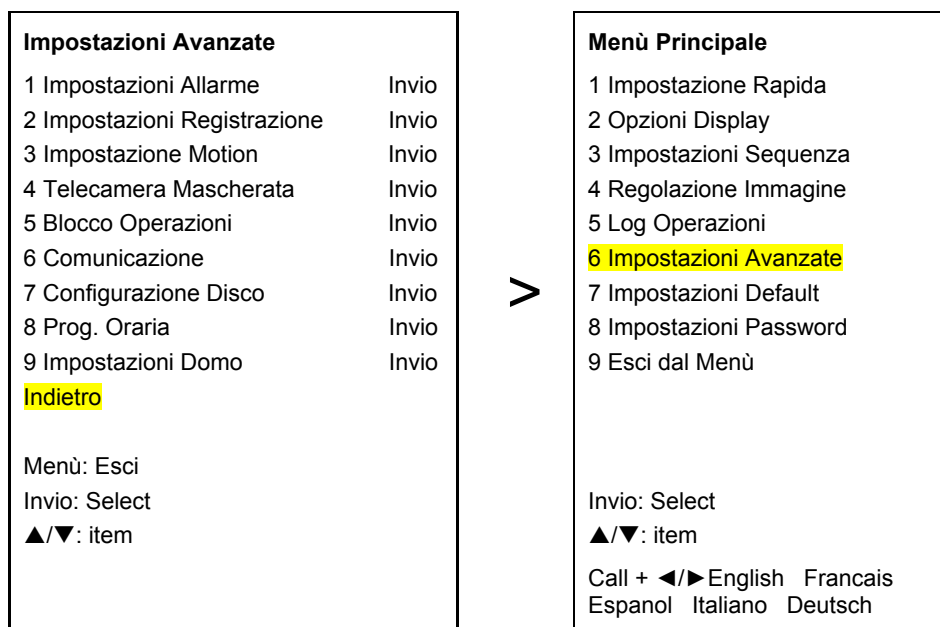 Impostazioni Avanzate
1 Impostazioni Allarme Invio
2 Impostazioni Registrazione Invio
3 Impostazione Motion Invio
4 Telecamera Mascherata Invio
5 Blocco Operazioni Invio
6 Comunicazione Invio
7 Configurazione Disco Invio
8 Prog. Oraria Invio
9 Impostazioni Domo Invio
Indietro
Menù: Esci
Invio: Select
▲/▼: item
>
Menù Principale
1 Impostazione Rapida
2 Opzioni Display
3 Impostazioni Sequenza
4 Regolazione Immagine
5 Log Operazioni
6 Impostazioni Avanzate
7 Impostazioni Default
8 Impostazioni Password
9 Esci dal Menù
Invio: Select
▲/▼: item
Call + ◄/►English Francais
Espanol Italiano Deutsch